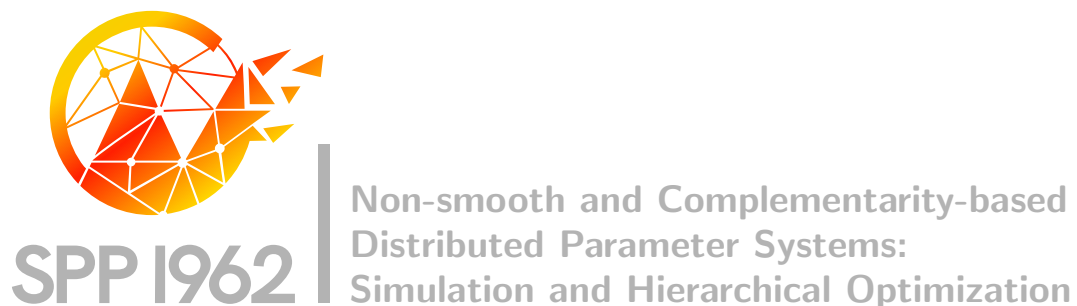 SPP 1962
Non-smooth and Complementarity-based
Distributed Parameter Systems:
Simulation and Hierarchical Optimization